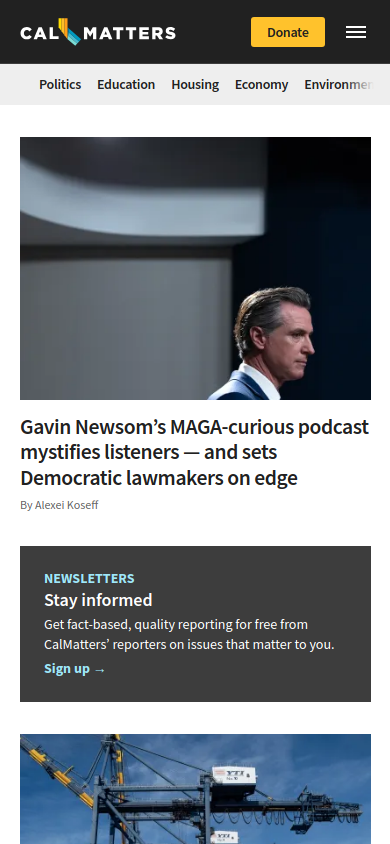 CAL MATTERS
Donate
Politics Education Housing Economy Environmen
Gavin Newsom’s MAGA-curious podcast
mystifies listeners — and sets
Democratic lawmakers on edge
By Alexei Koseff
NEWSLETTERS
Stay informed
Get fact-based, quality reporting for free from
CalMatters’ reporters on issues that matter to you.
Sign up →
YTI
YTI